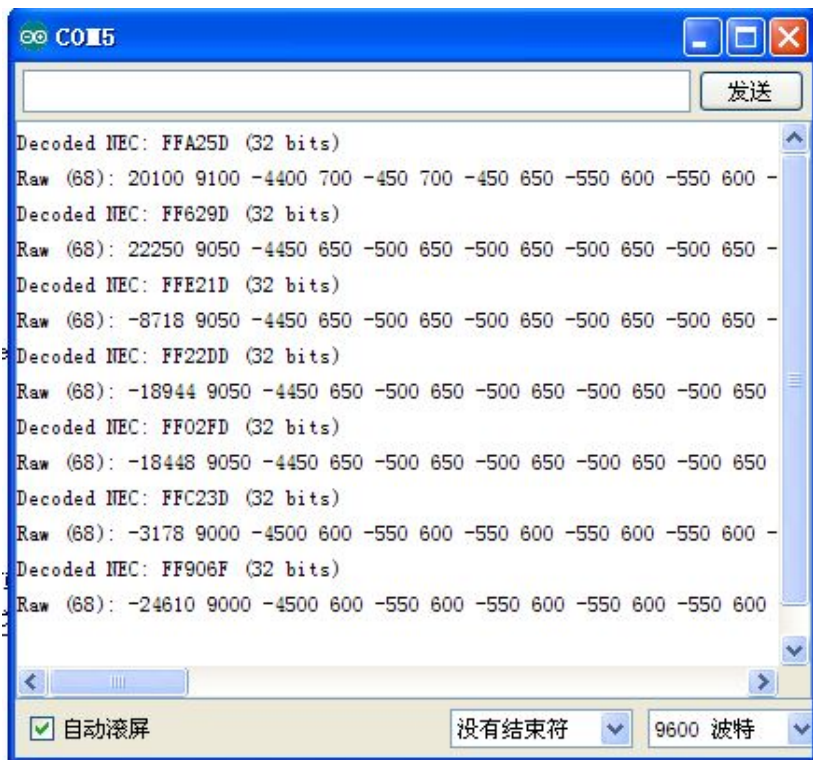 COM5
发送
Decoded NEC: FFA25D (32 bits)
Raw (68): 20100 9100 -4400 700 -450 700 -450 650 -550 600 -550 600 -
Decoded NEC: FF629D (32 bits)
Raw (68): 22250 9050 -4450 650 -500 650 -500 650 -500 650 -500 650 -
Decoded NEC: FFE21D (32 bits)
Raw (68): -8718 9050 -4450 650 -500 650 -500 650 -500 650 -500 650 -
Decoded NEC: FF22DD (32 bits)
Raw (68): -18944 9050 -4450 650 -500 650 -500 650 -500 650 -500 650
Decoded NEC: FF02FD (32 bits)
Raw (68): -18448 9050 -4450 650 -500 650 -500 650 -500 650 -500 650
Decoded NEC: FFC23D (32 bits)
Raw (68): -3178 9000 -4500 600 -550 600 -550 600 -550 600 -550 600 -
Decoded NEC: FF906F (32 bits)
Raw (68): -24610 9000 -4500 600 -550 600 -550 600 -550 600 -550 600
自动滚屏 没有结束符 9600 波特